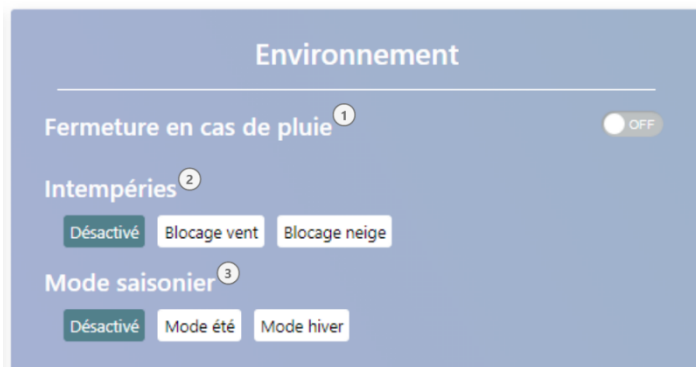 Environnement
Fermeture en cas de pluie 1 OFF
Intempéries 2
Désactivé Blocage vent Blocage neige
Mode saisonier 3
Désactivé Mode été Mode hiver